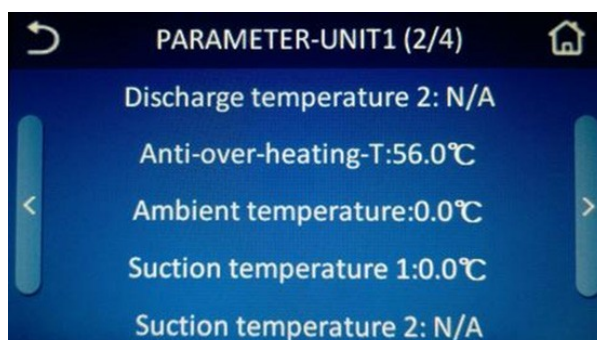 PARAMETER-UNIT1 (2/4)
Discharge temperature 2: N/A
Anti-over-heating-T:56.0℃
Ambient temperature:0.0℃
Suction temperature 1:0.0℃
Suction temperature 2: N/A